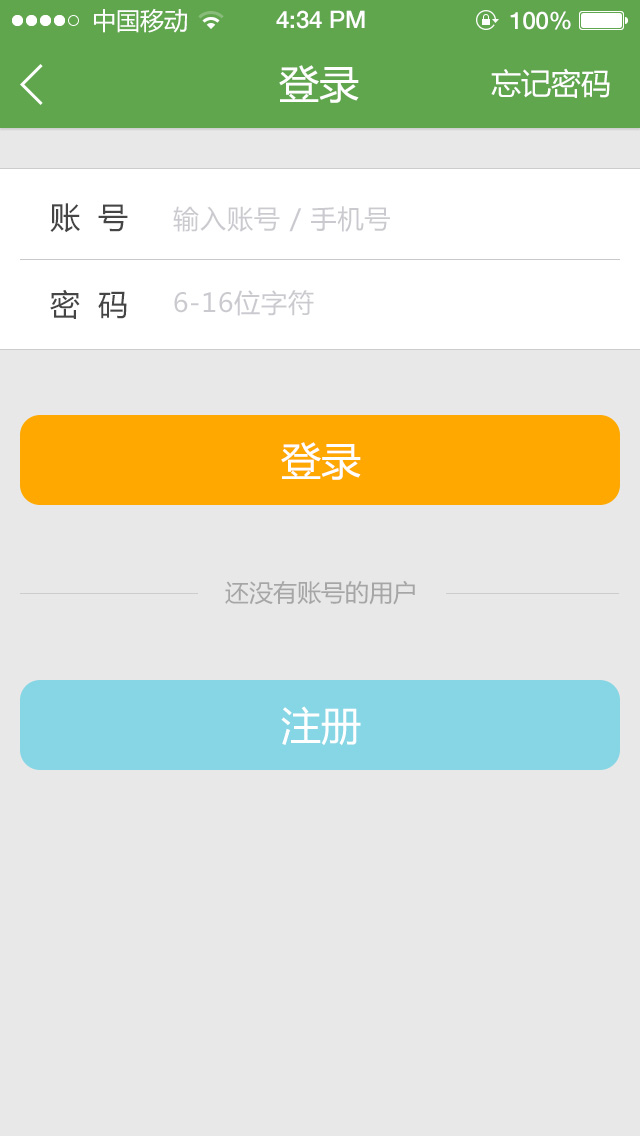 中国移动 4:34 PM 100%
登录 忘记密码
账 号 输入账号 / 手机号
密 码 6-16位字符
登录
还没有账号的用户
注册